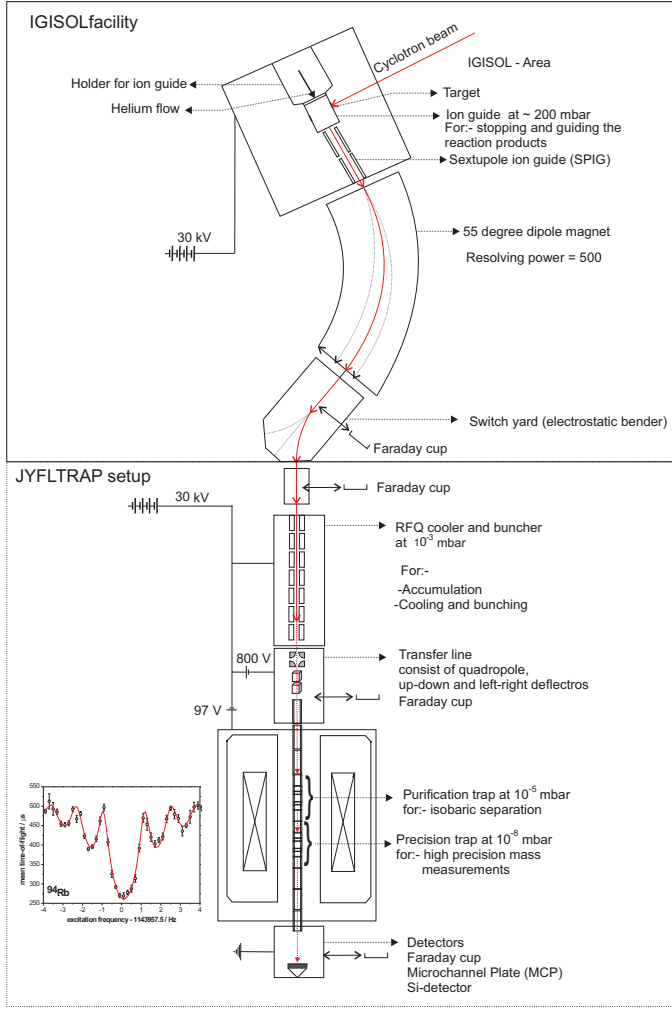 IGISOLfacility
Cyclotron beam
IGISOL - Area
Holder for ion guide
Helium flow
Target
Ion guide at ~ 200 mbar
For:- stopping and guiding the
reaction products
Sextupole ion guide (SPIG)
30 kV
55 degree dipole magnet
Resolving power = 500
Switch yard (electrostatic bender)
Faraday cup
JYFLTRAP setup
Faraday cup
30 kV
RFQ cooler and buncher
at 10⁻³ mbar
For:-
-Accumulation
-Cooling and bunching
800 V
Transfer line
consist of quadropole,
up-down and left-right deflectros
Faraday cup
97 V
Purification trap at 10⁻⁵ mbar
for:- isobaric separation
Precision trap at 10⁻⁸ mbar
for:- high precision mass
measurements
mean time-of-flight / µs
550
500
450
400
350
300
250
⁹⁴Rb
-4 -3 -2 -1 0 1 2 3 4
excitation frequency - 1143957.5 / Hz
Detectors
Faraday cup
Microchannel Plate (MCP)
Si-detector